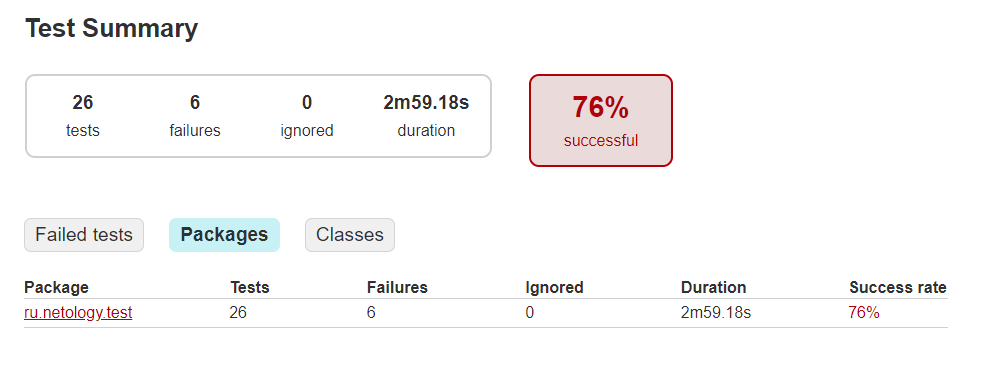 Test Summary
26 6 0 2m59.18s
tests failures ignored duration
76%
successful
Failed tests Packages Classes
Package Tests Failures Ignored Duration Success rate
ru.netology.test 26 6 0 2m59.18s 76%